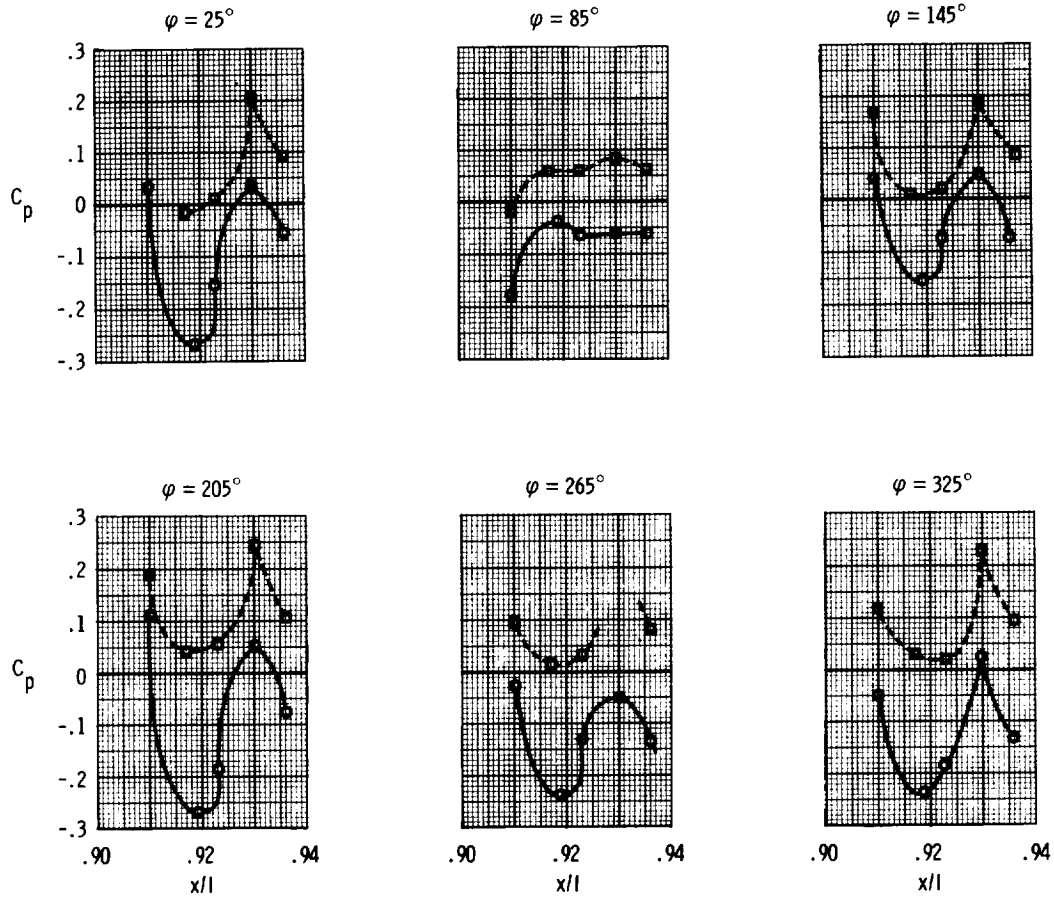 φ = 25°
φ = 85°
φ = 145°
.3
.2
.1
0
-.1
-.2
-.3
C_p
φ = 205°
φ = 265°
φ = 325°
.3
.2
.1
0
-.1
-.2
-.3
C_p
.90 .92 .94
.90 .92 .94
.90 .92 .94
x/l
x/l
x/l